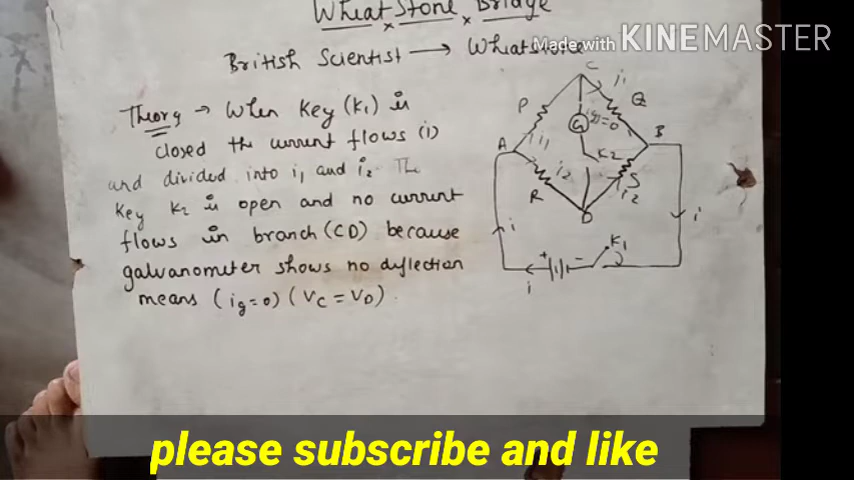 WheatStone Bridge
British Scientist → Wheatstone
Made with KINEMASTER
Theory → When Key (K1) is
closed the current flows (i)
and divided into i1 and i2. The
Key K2 is open and no current
flows in branch (CD) because
galvanometer shows no deflection
means (ig=0) (VC = VD).
C
i1
P
Q
G
ig=0
A
i1
K2
B
i2
S
R
i2
D
i
i
K1
+
-
i
please subscribe and like